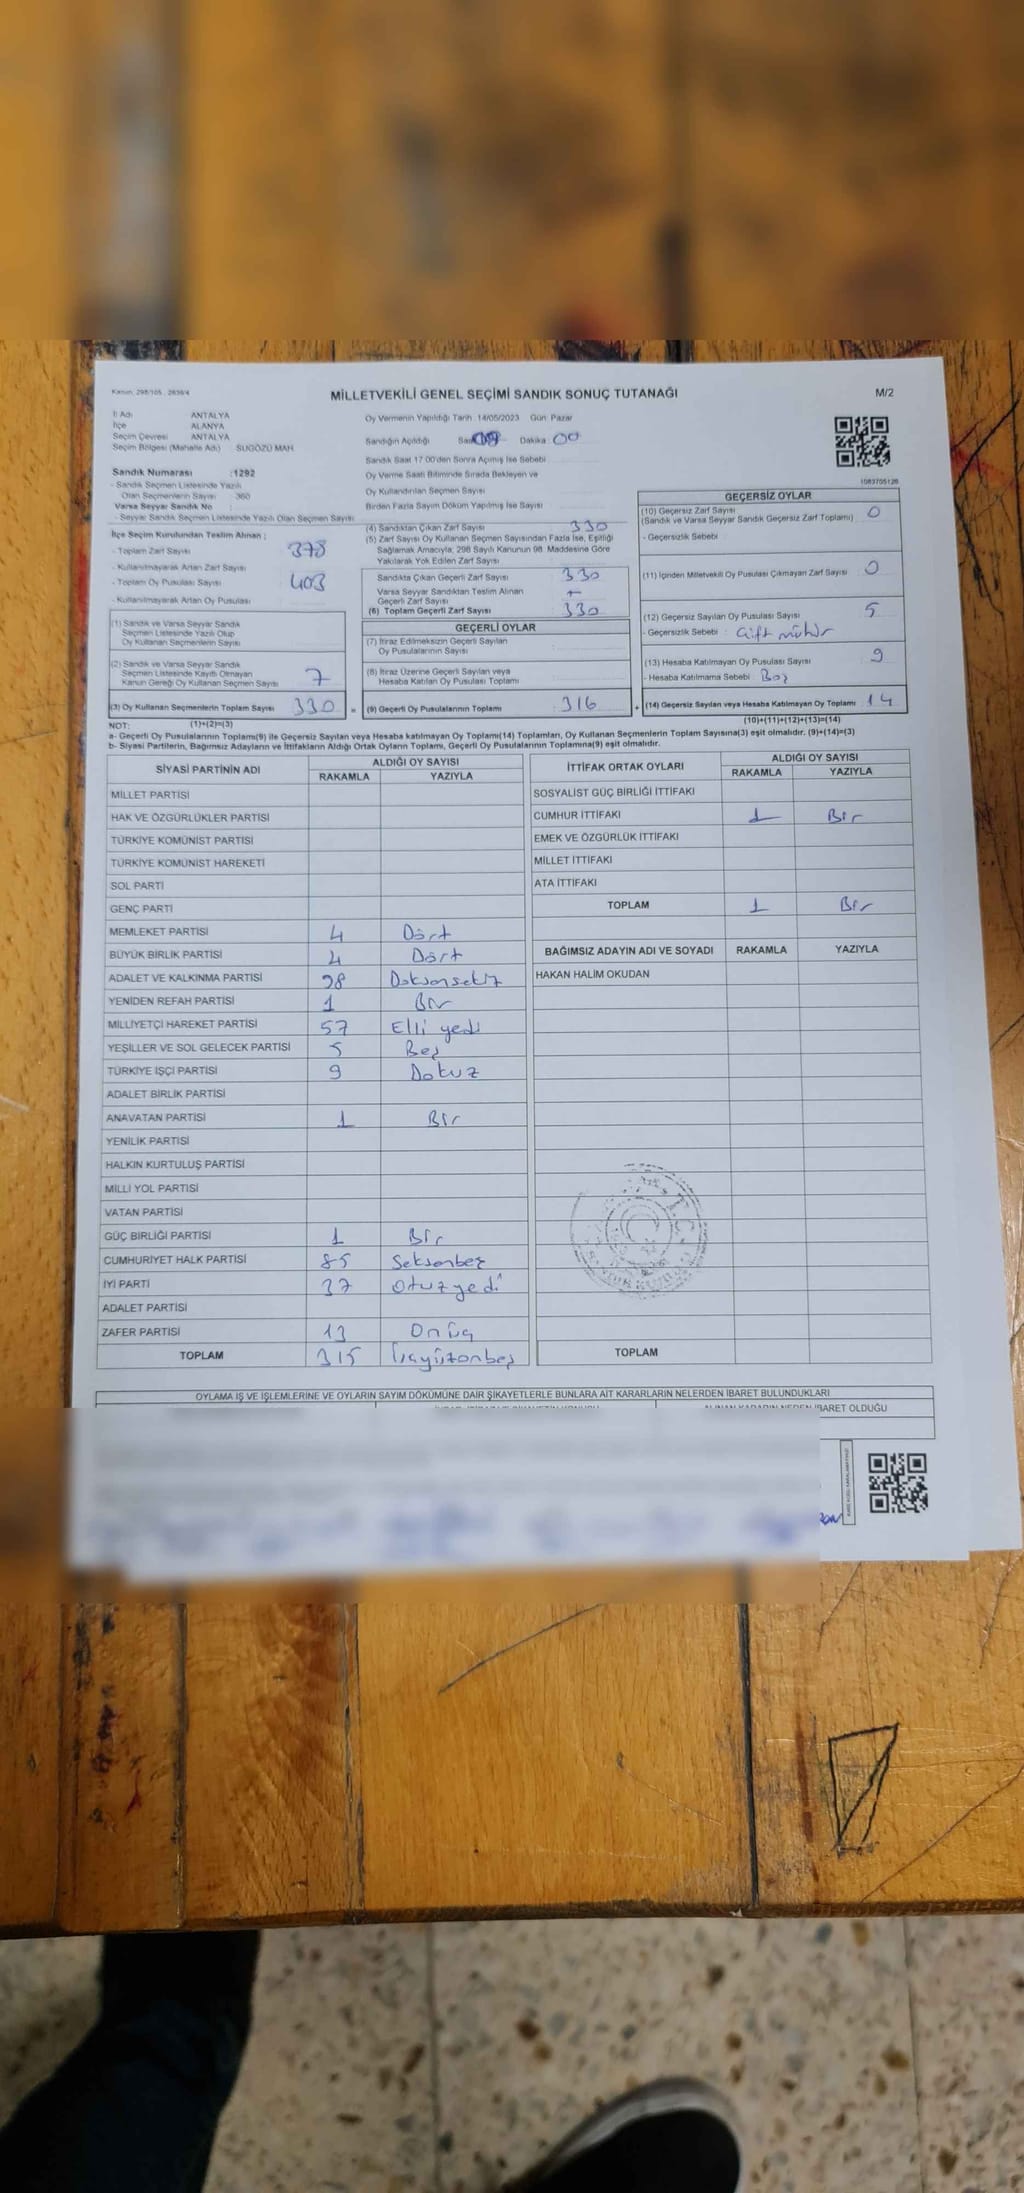 Kanun: 298/105 , 2839/4
MİLLETVEKİLİ GENEL SEÇİMİ SANDIK SONUÇ TUTANAĞI
M/2
İl Adı ANTALYA
İlçe ALANYA
Seçim Çevresi ANTALYA
Seçim Bölgesi (Mahalle Adı) SUGÖZÜ MAH.
Sandık Numarası :1292
- Sandık Seçmen Listesinde Yazılı
Olan Seçmenlerin Sayısı 360
Varsa Seyyar Sandık No
- Seyyar Sandık Seçmen Listesinde Yazılı Olan Seçmen Sayısı
İlçe Seçim Kurulundan Teslim Alınan ;
- Toplam Zarf Sayısı 378
- Kullanılmayarak Artan Zarf Sayısı
- Toplam Oy Pusulası Sayısı 403
- Kullanılmayarak Artan Oy Pusulası
(1) Sandık ve Varsa Seyyar Sandık
Seçmen Listesinde Yazılı Olup
Oy Kullanan Seçmenlerin Sayısı
(2) Sandık ve Varsa Seyyar Sandık
Seçmen Listesinde Kayıtlı Olmayan
Kanun Gereği Oy Kullanan Seçmen Sayısı 7
(3) Oy Kullanan Seçmenlerin Toplam Sayısı 330 =
Oy Vermenin Yapıldığı Tarih: 14/05/2023 Gün: Pazar
Sandığın Açıldığı Saat Dakika 00
Sandık Saat 17:00'den Sonra Açılmış İse Sebebi
Oy Verme Saati Bitiminde Sırada Bekleyen ve
Oy Kullandırılan Seçmen Sayısı
Birden Fazla Sayım Döküm Yapılmış İse Sayısı
(4) Sandıktan Çıkan Zarf Sayısı 330
(5) Zarf Sayısı Oy Kullanan Seçmen Sayısından Fazla İse, Eşitliği
Sağlamak Amacıyla, 298 Sayılı Kanunun 98. Maddesine Göre
Yakılarak Yok Edilen Zarf Sayısı
Sandıkta Çıkan Geçerli Zarf Sayısı 330
Varsa Seyyar Sandıktan Teslim Alınan
Geçerli Zarf Sayısı
(6) Toplam Geçerli Zarf Sayısı 330
GEÇERLİ OYLAR
(7) İtiraz Edilmeksizin Geçerli Sayılan
Oy Pusulalarının Sayısı
(8) İtiraz Üzerine Geçerli Sayılan veya
Hesaba Katılan Oy Pusulası Toplamı
(9) Geçerli Oy Pusulalarının Toplamı 316 +
1083705126
GEÇERSİZ OYLAR
(10) Geçersiz Zarf Sayısı 0
(Sandık ve Varsa Seyyar Sandık Geçersiz Zarf Toplamı)
- Geçersizlik Sebebi
(11) İçinden Milletvekili Oy Pusulası Çıkmayan Zarf Sayısı 0
(12) Geçersiz Sayılan Oy Pusulası Sayısı 5
- Geçersizlik Sebebi : Çift mühür
(13) Hesaba Katılmayan Oy Pusulası Sayısı 9
- Hesaba Katılmama Sebebi Boş
(14) Geçersiz Sayılan veya Hesaba Katılmayan Oy Toplamı 14
NOT: (1)+(2)=(3) (10)+(11)+(12)+(13)=(14)
a- Geçerli Oy Pusulalarının Toplamı(9) ile Geçersiz Sayılan veya Hesaba katılmayan Oy Toplamı(14) Toplamları, Oy Kullanan Seçmenlerin Toplam Sayısına(3) eşit olmalıdır. (9)+(14)=(3)
b- Siyasi Partilerin, Bağımsız Adayların ve İttifakların Aldığı Ortak Oyların Toplamı, Geçerli Oy Pusulalarının Toplamına(9) eşit olmalıdır.
SİYASİ PARTİNİN ADI ALDIĞI OY SAYISI
RAKAMLA YAZIYLA
MİLLET PARTİSİ
HAK VE ÖZGÜRLÜKLER PARTİSİ
TÜRKİYE KOMÜNİST PARTİSİ
TÜRKİYE KOMÜNİST HAREKETİ
SOL PARTİ
GENÇ PARTİ
MEMLEKET PARTİSİ 4 Dört
BÜYÜK BİRLİK PARTİSİ 4 Dört
ADALET VE KALKINMA PARTİSİ 98 Doksansekiz
YENİDEN REFAH PARTİSİ 1 Bir
MİLLİYETÇİ HAREKET PARTİSİ 57 Elli yedi
YEŞİLLER VE SOL GELECEK PARTİSİ 5 Beş
TÜRKİYE İŞÇİ PARTİSİ 9 Dokuz
ADALET BİRLİK PARTİSİ
ANAVATAN PARTİSİ 1 Bir
YENİLİK PARTİSİ
HALKIN KURTULUŞ PARTİSİ
MİLLİ YOL PARTİSİ
VATAN PARTİSİ
GÜÇ BİRLİĞİ PARTİSİ 1 Bir
CUMHURİYET HALK PARTİSİ 85 Seksenbeş
İYİ PARTİ 37 Otuzyedi
ADALET PARTİSİ
ZAFER PARTİSİ 13 Onüç
TOPLAM 315 Üçyüzonbeş
İTTİFAK ORTAK OYLARI ALDIĞI OY SAYISI
RAKAMLA YAZIYLA
SOSYALİST GÜÇ BİRLİĞİ İTTİFAKI
CUMHUR İTTİFAKI 1 Bir
EMEK VE ÖZGÜRLÜK İTTİFAKI
MİLLET İTTİFAKI
ATA İTTİFAKI
TOPLAM 1 Bir
BAĞIMSIZ ADAYIN ADI VE SOYADI RAKAMLA YAZIYLA
HAKAN HALİM OKUDAN
TOPLAM
OYLAMA İŞ VE İŞLEMLERİNE VE OYLARIN SAYIM DÖKÜMÜNE DAİR ŞİKAYETLERLE BUNLARA AİT KARARLARIN NELERDEN İBARET BULUNDUKLARI
ALINAN KARARIN NEDEN İBARET OLDUĞU